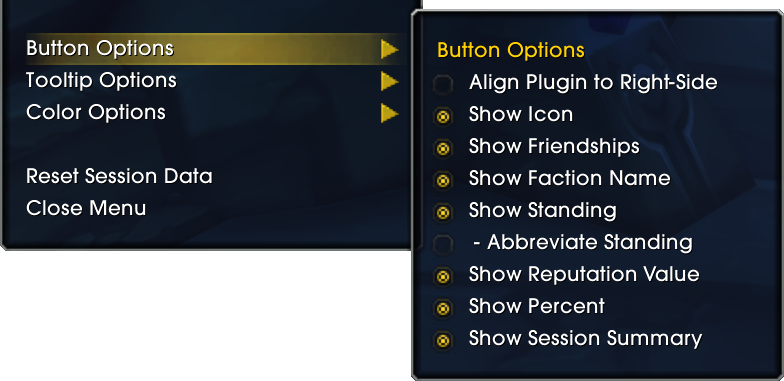 Button Options
Tooltip Options
Color Options
Reset Session Data
Close Menu
Button Options
Align Plugin to Right-Side
Show Icon
Show Friendships
Show Faction Name
Show Standing
- Abbreviate Standing
Show Reputation Value
Show Percent
Show Session Summary